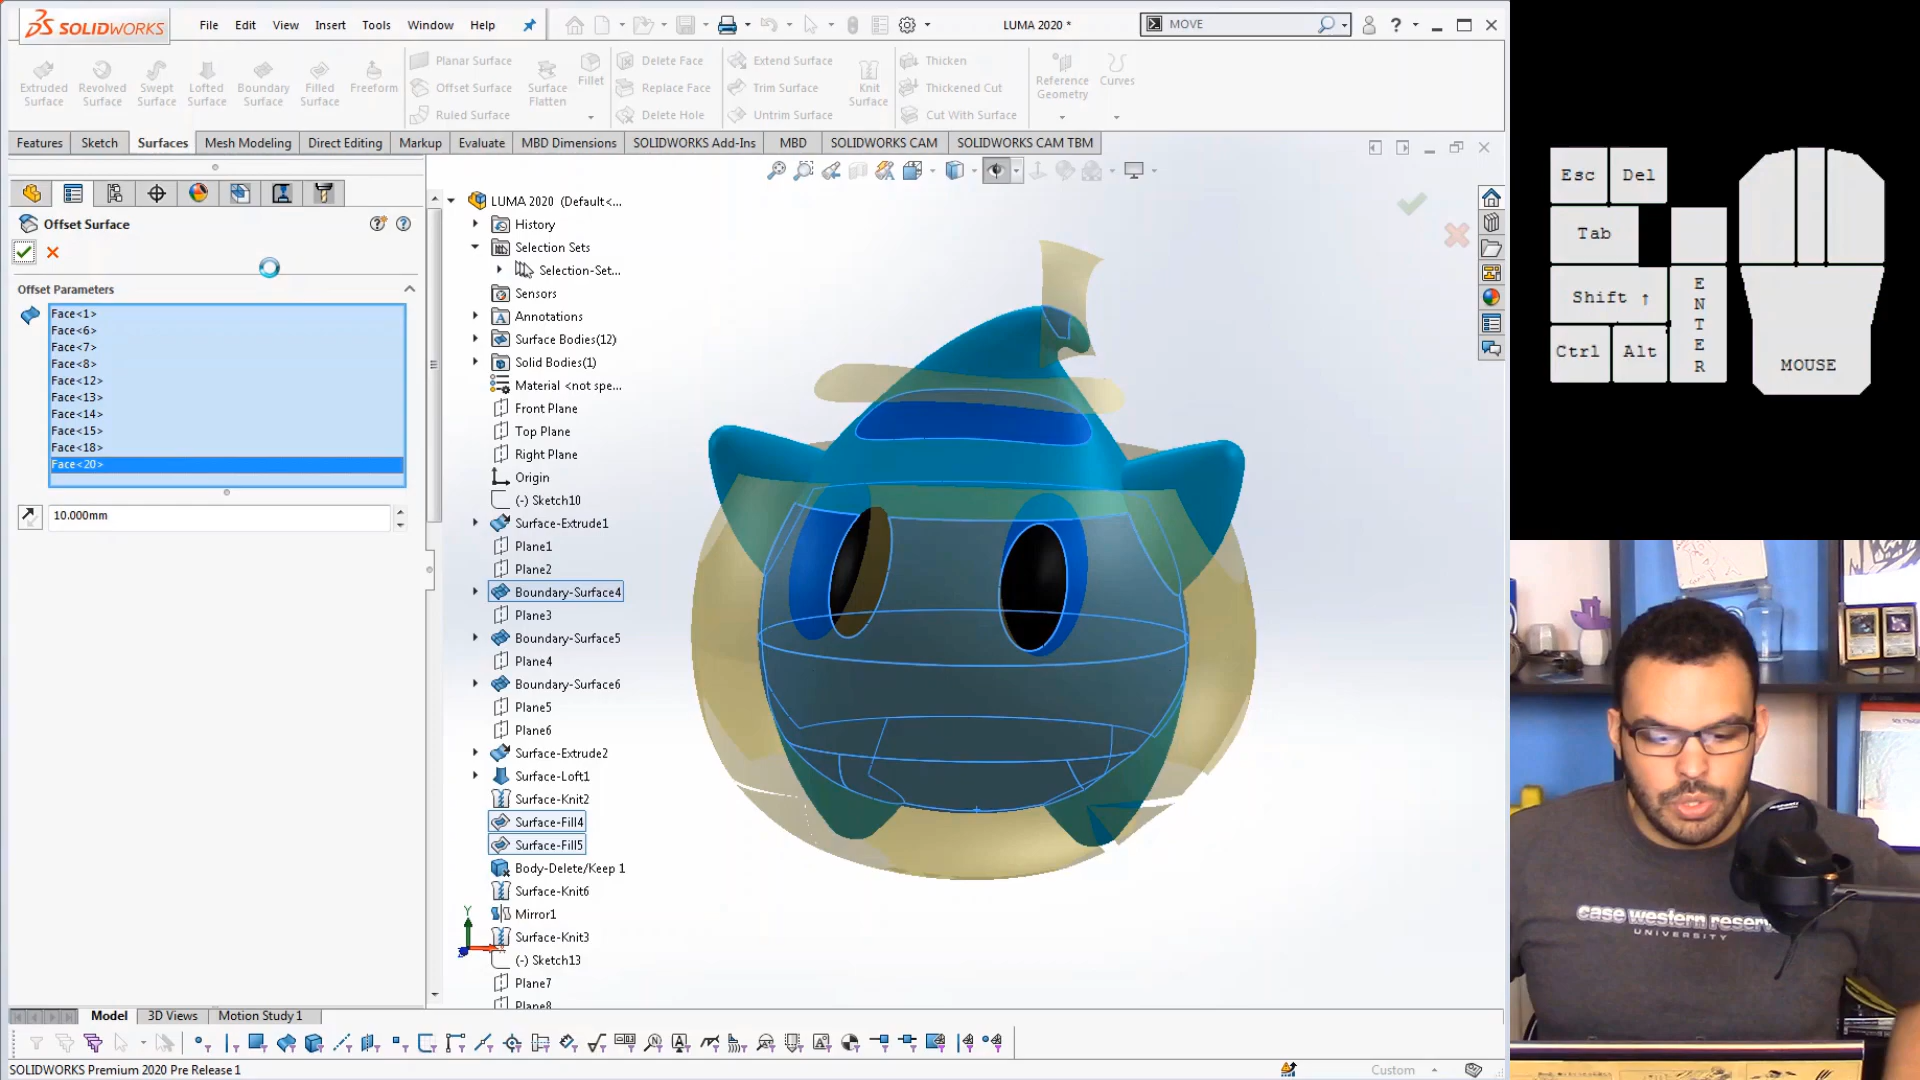 SOLIDWORKS
File Edit View Insert Tools Window Help
LUMA 2020 *
MOVE
Extruded Surface
Revolved Surface
Swept Surface
Lofted Surface
Boundary Surface
Filled Surface
Freeform
Planar Surface
Offset Surface
Ruled Surface
Surface Flatten
Fillet
Delete Face
Replace Face
Delete Hole
Extend Surface
Trim Surface
Untrim Surface
Knit Surface
Thicken
Thickened Cut
Cut With Surface
Reference Geometry
Curves
Features Sketch Surfaces Mesh Modeling Direct Editing Markup Evaluate MBD Dimensions SOLIDWORKS Add-Ins MBD SOLIDWORKS CAM SOLIDWORKS CAM TBM
Offset Surface
Offset Parameters
Face<1>
Face<6>
Face<7>
Face<8>
Face<12>
Face<13>
Face<14>
Face<15>
Face<18>
Face<20>
10.000mm
LUMA 2020 (Default<...
History
Selection Sets
Selection-Set...
Sensors
Annotations
Surface Bodies(12)
Solid Bodies(1)
Material <not spe...
Front Plane
Top Plane
Right Plane
Origin
(-) Sketch10
Surface-Extrude1
Plane1
Plane2
Boundary-Surface4
Plane3
Boundary-Surface5
Plane4
Boundary-Surface6
Plane5
Plane6
Surface-Extrude2
Surface-Loft1
Surface-Knit2
Surface-Fill4
Surface-Fill5
Body-Delete/Keep 1
Surface-Knit6
Mirror1
Surface-Knit3
(-) Sketch13
Plane7
Plane8
Y
Model 3D Views Motion Study 1
SOLIDWORKS Premium 2020 Pre Release 1
Custom
Esc Del
Tab
Shift ↑
ENTER
Ctrl Alt
MOUSE
case western reserv
UNIVERSITY